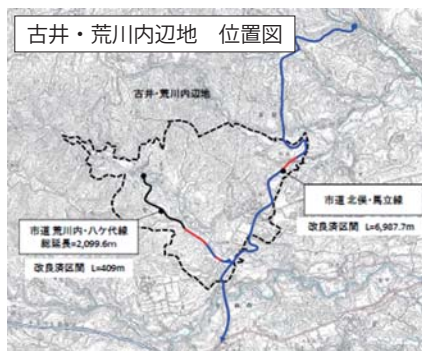 古井・荒川内辺地　位置図
古井・荒川内辺地
市道 北俣・馬立線
改良済区間　L=6,987.7m
市道 荒川内・八ケ代線
総延長=2,099.6m
改良済区間　L=409m